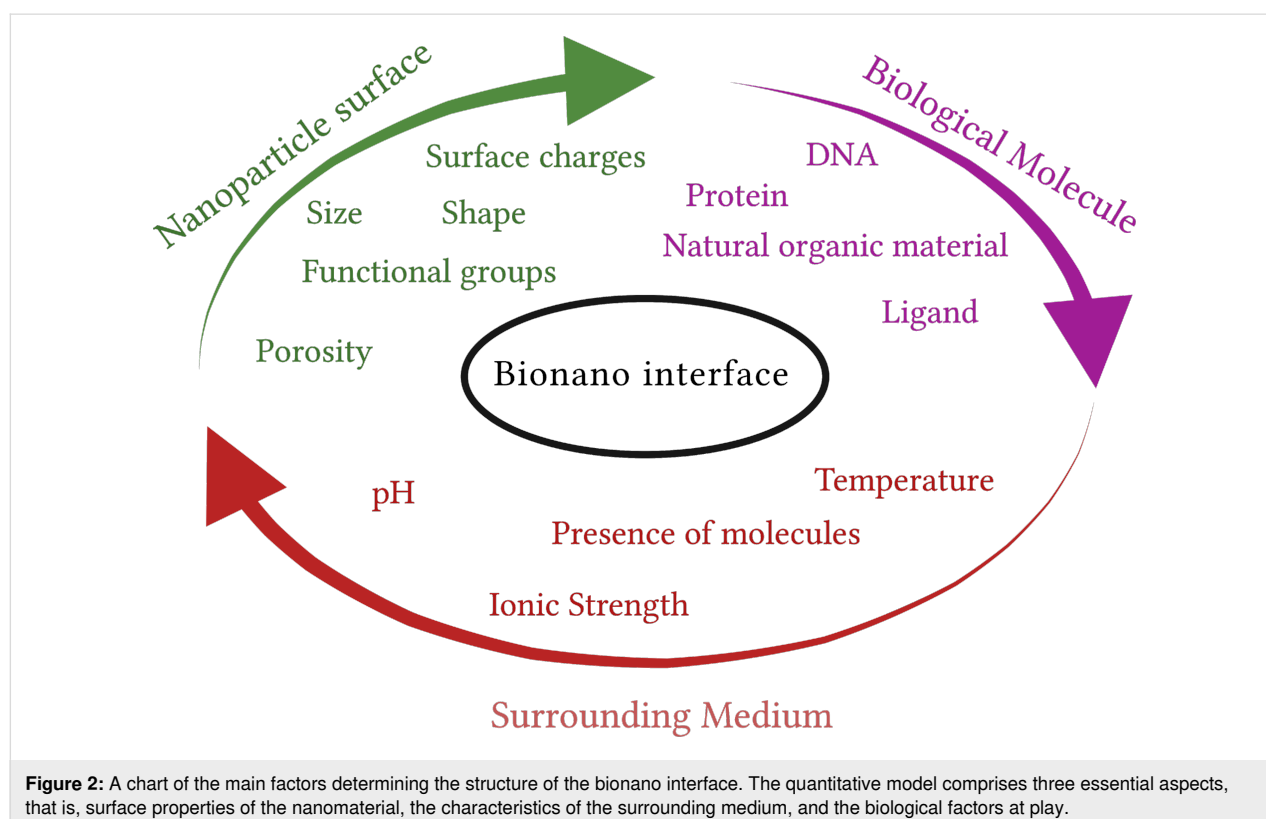 Nanoparticle surface
Surface charges
Size
Shape
Functional groups
Porosity
Biological Molecule
DNA
Protein
Natural organic material
Ligand
Bionano interface
pH
Temperature
Presence of molecules
Ionic Strength
Surrounding Medium
Figure 2: A chart of the main factors determining the structure of the bionano interface. The quantitative model comprises three essential aspects,
that is, surface properties of the nanomaterial, the characteristics of the surrounding medium, and the biological factors at play.